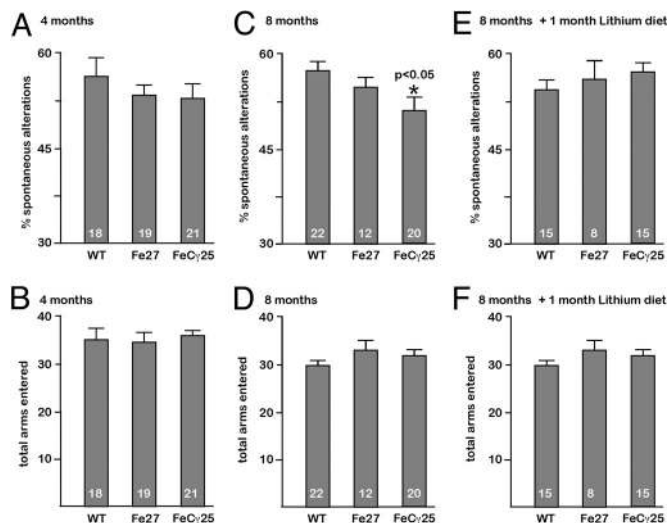 A 4 months
60
45
30
% spontaneous alterations
18 19 21
WT Fe27 FeCγ25
C 8 months
60
45
30
% spontaneous alterations
p<0.05
*
22 12 20
WT Fe27 FeCγ25
E 8 months + 1 month Lithium diet
60
45
30
% spontaneous alterations
15 8 15
WT Fe27 FeCγ25
B 4 months
40
30
20
10
total arms entered
18 19 21
WT Fe27 FeCγ25
D 8 months
40
30
20
10
total arms entered
22 12 20
WT Fe27 FeCγ25
F 8 months + 1 month Lithium diet
40
30
20
10
total arms entered
15 8 15
WT Fe27 FeCγ25